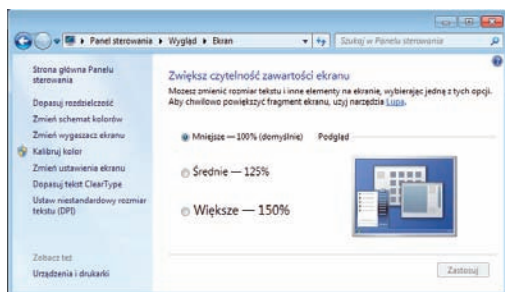 Panel sterowania ▸ Wygląd ▸ Ekran
Szukaj w Panelu sterowania
Strona główna Panelu
sterowania
Dopasuj rozdzielczość
Zmień schemat kolorów
Zmień wygaszacz ekranu
Kalibruj kolor
Zmień ustawienia ekranu
Dopasuj tekst ClearType
Ustaw niestandardowy rozmiar
tekstu (DPI)
Zobacz też
Urządzenia i drukarki
Zwiększ czytelność zawartości ekranu
Możesz zmienić rozmiar tekstu i inne elementy na ekranie, wybierając jedną z tych opcji.
Aby chwilowo powiększyć fragment ekranu, użyj narzędzia Lupa.
Mniejsze — 100% (domyślnie) Podgląd
Średnie — 125%
Większe — 150%
Zastosuj